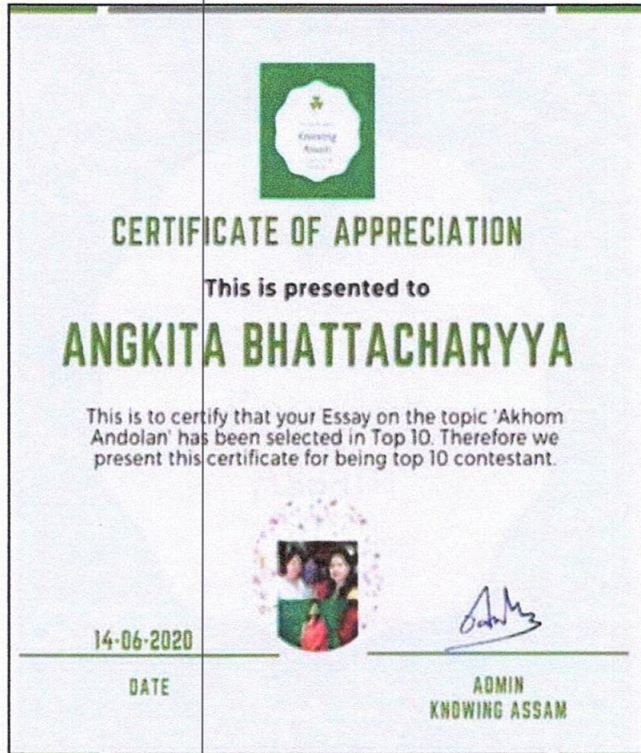 Knowing
Assam
CERTIFICATE OF APPRECIATION
This is presented to
ANGKITA BHATTACHARYYA
This is to certify that your Essay on the topic 'Akhom
Andolan' has been selected in Top 10. Therefore we
present this certificate for being top 10 contestant.
14-06-2020
DATE
ADMIN
KNOWING ASSAM